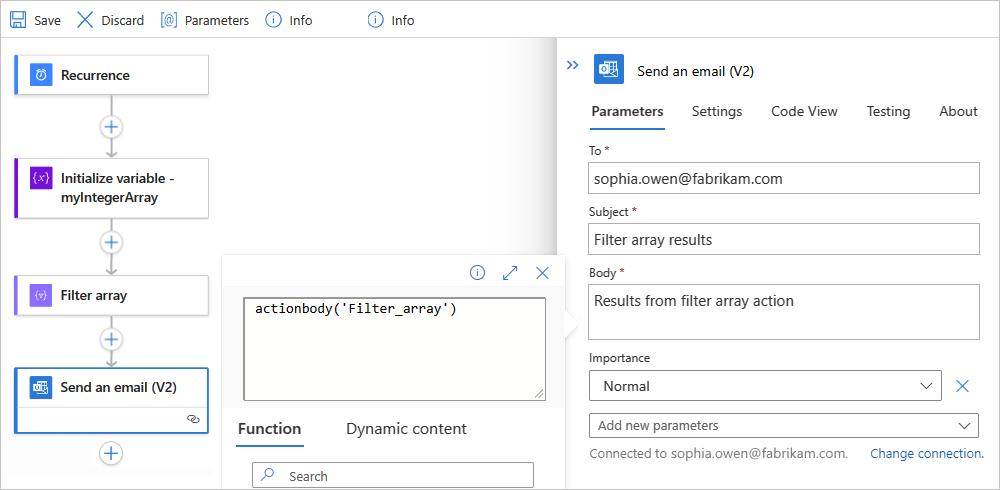 Save
Discard
[@] Parameters
Info
Info
Recurrence
{x} Initialize variable -
myIntegerArray
Filter array
Send an email (V2)
actionbody('Filter_array')
Function
Dynamic content
Search
Send an email (V2)
Parameters
Settings
Code View
Testing
About
To *
sophia.owen@fabrikam.com
Subject *
Filter array results
Body *
Results from filter array action
Importance
Normal
Add new parameters
Connected to sophia.owen@fabrikam.com.
Change connection.